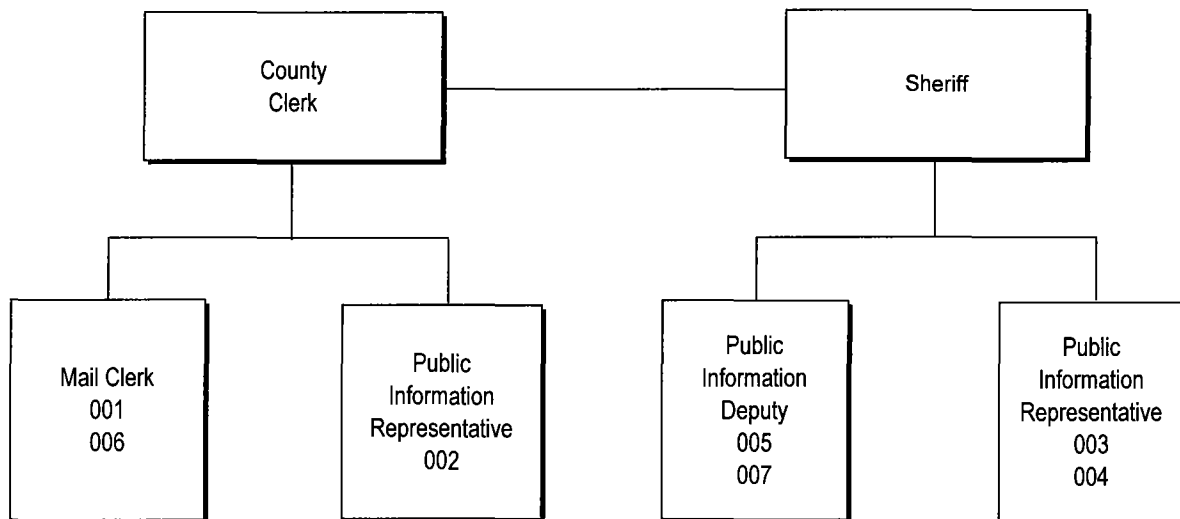 County
Clerk
Sheriff
Mail Clerk
001
006
Public
Information
Representative
002
Public
Information
Deputy
005
007
Public
Information
Representative
003
004